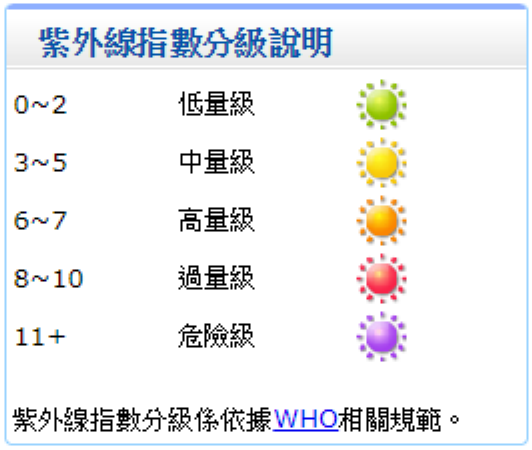 紫外線指數分級說明
0~2 低量級
3~5 中量級
6~7 高量級
8~10 過量級
11+ 危險級
紫外線指數分級係依據WHO相關規範。